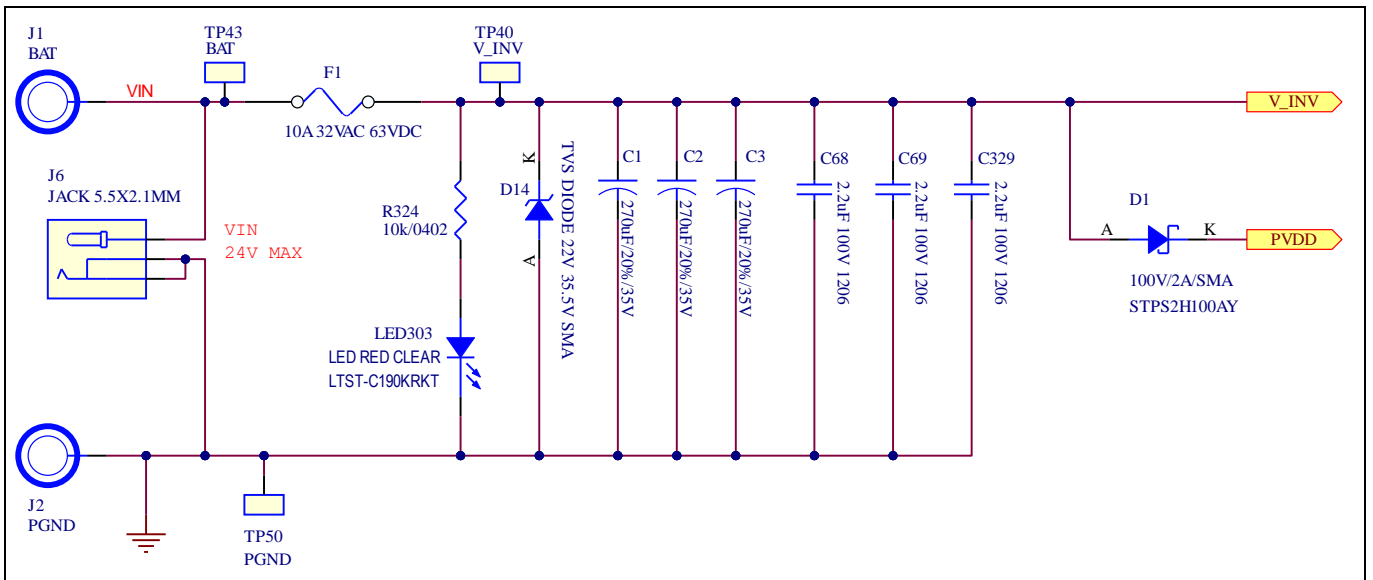 J1
BAT
VIN
TP43
BAT
F1
10A 32VAC 63VDC
TP40
V_INV
V_INV
J6
JACK 5.5X2.1MM
VIN
24V MAX
R324
10k/0402
K
D14
A
TVS DIODE 22V 35.5V SMA
C1
270uF/20%/35V
C2
270uF/20%/35V
C3
270uF/20%/35V
C68
2.2uF 100V 1206
C69
2.2uF 100V 1206
C329
2.2uF 100V 1206
D1
A
K
PVDD
100V/2A/SMA
STPS2H100AY
LED303
LED RED CLEAR
LTST-C190KRKT
J2
PGND
TP50
PGND